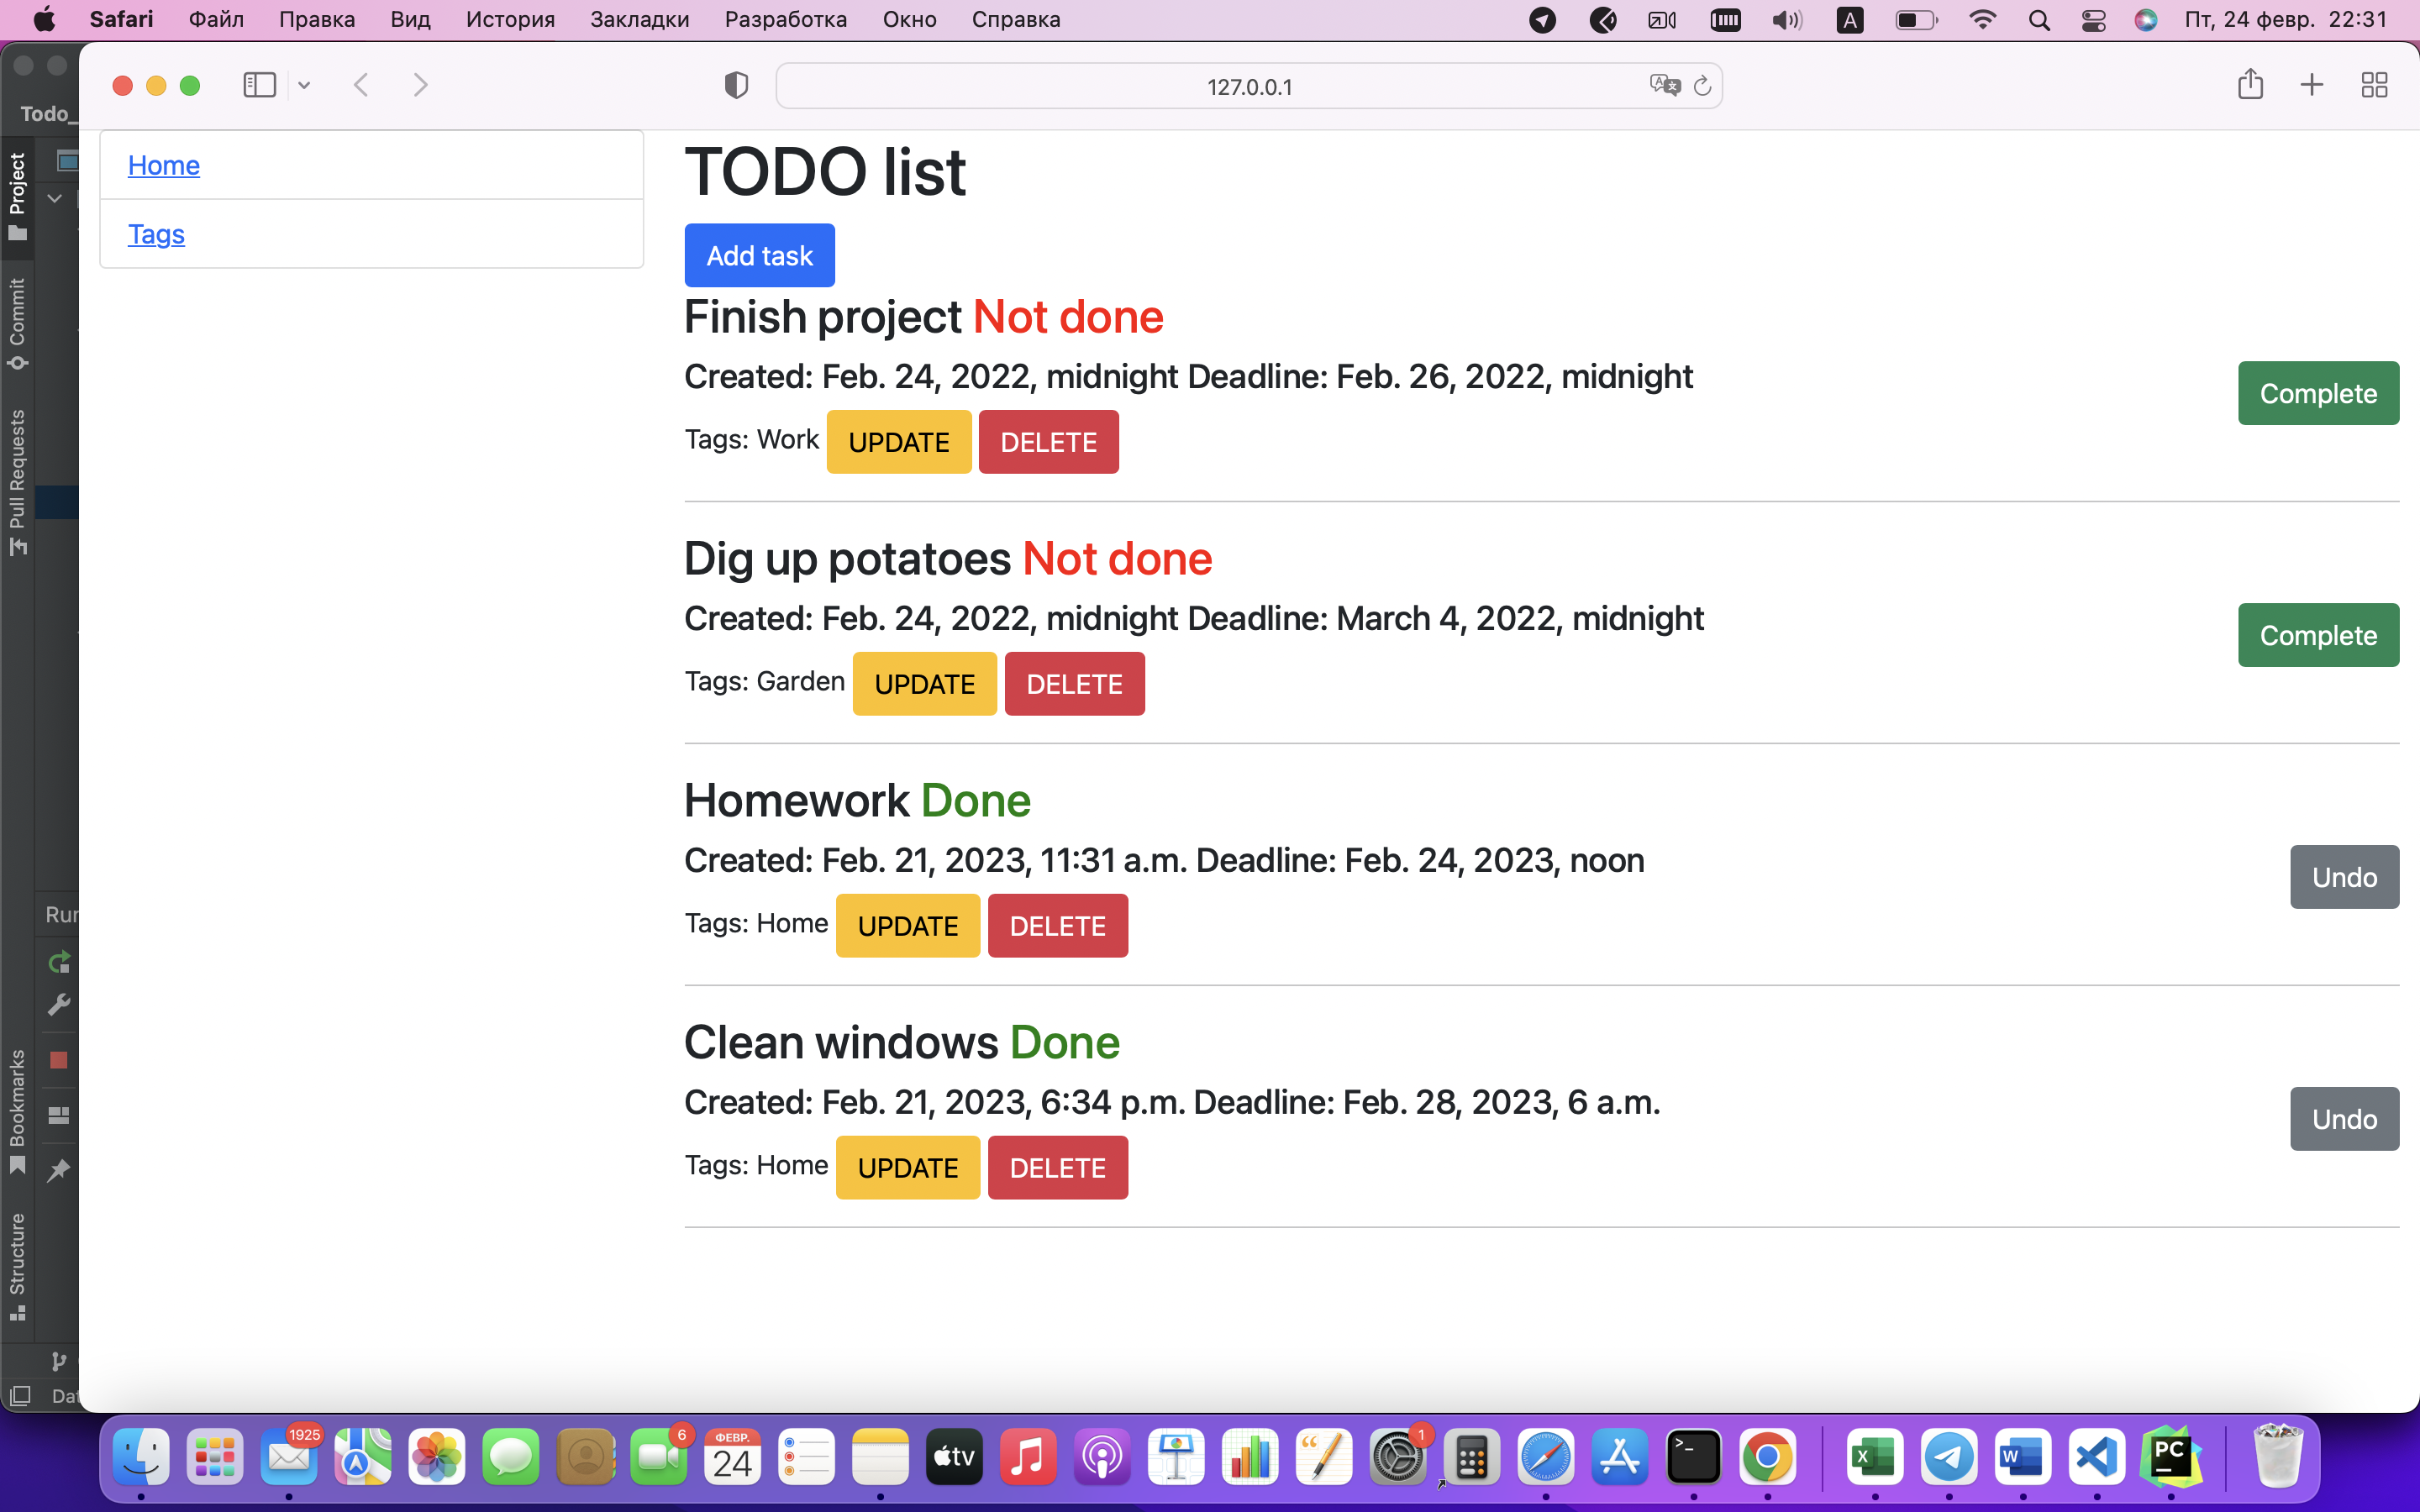 Safari Файл Правка Вид История Закладки Разработка Окно Справка A Пт, 24 февр. 22:31
127.0.0.1
Todo_
Project
Commit
Pull Requests
Bookmarks
Structure
Run
Home
Tags
TODO list
Add task
Finish project Not done
Created: Feb. 24, 2022, midnight Deadline: Feb. 26, 2022, midnight
Complete
Tags: Work UPDATE DELETE
Dig up potatoes Not done
Created: Feb. 24, 2022, midnight Deadline: March 4, 2022, midnight
Complete
Tags: Garden UPDATE DELETE
Homework Done
Created: Feb. 21, 2023, 11:31 a.m. Deadline: Feb. 24, 2023, noon
Undo
Tags: Home UPDATE DELETE
Clean windows Done
Created: Feb. 21, 2023, 6:34 p.m. Deadline: Feb. 28, 2023, 6 a.m.
Undo
Tags: Home UPDATE DELETE
1925
6
ФЕВР.
24
tv
1
X
W
PC